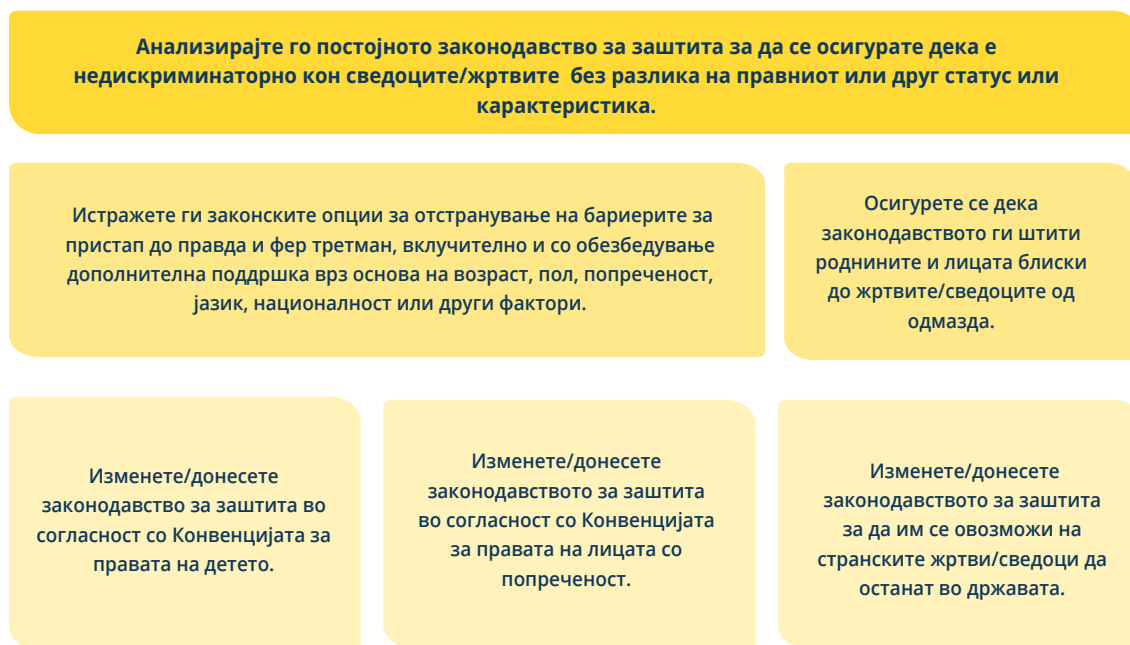 Анализирајте го постојното законодавство за заштита за да се осигурате дека е
недискриминаторно кон сведоците/жртвите  без разлика на правниот или друг статус или
карактеристика.
Истражете ги законските опции за отстранување на бариерите за
пристап до правда и фер третман, вклучително и со обезбедување
дополнителна поддршка врз основа на возраст, пол, попреченост,
јазик, националност или други фактори.
Осигурете се дека
законодавството ги штити
роднините и лицата блиски
до жртвите/сведоците од
одмазда.
Изменете/донесете
законодавство за заштита во
согласност со Конвенцијата за
правата на детето.
Изменете/донесете
законодавството за заштита
во согласност со Конвенцијата
за правата на лицата со
попреченост.
Изменете/донесете
законодавството за заштита
за да им се овозможи на
странските жртви/сведоци да
останат во државата.